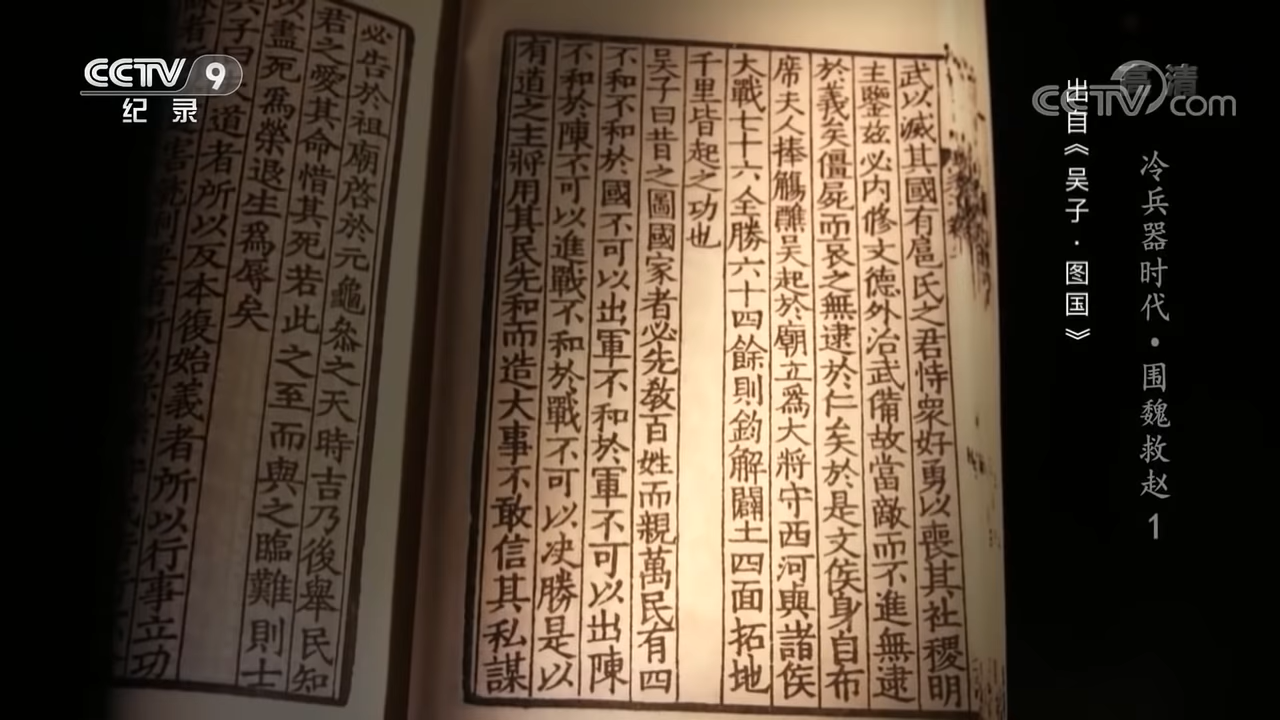 CCTV 9
纪录
高清
CCTV.com
出自《吴子·图国》
冷兵器时代·围魏救赵1
武以滅其國有扈氏之君恃衆好勇以喪其社稷明
主鑒茲必内修文德外治武備故當敵而不進無逮
於義矣僵屍而哀之無逮於仁矣於是文侯身自布
席夫人捧觴醮吴起於廟立爲大將守西河與諸侯
大戰七十六全勝六十四餘則鈞解闢土四面拓地
千里皆起之功也
吴子曰昔之圖國家者必先教百姓而親萬民有四
不和不和於國不可以出軍不和於軍不可以出陳
不和於陳不可以進戰不和於戰不可以决勝是以
有道之主將用其民先和而造大事不敢信其私謀
必告於祖廟啓於元龜叅之天時吉乃後舉民知
君之愛其命惜其死若此之至而與之臨難則士
以盡死爲榮退生爲辱矣
道者所以反本復始義者所以行事立功